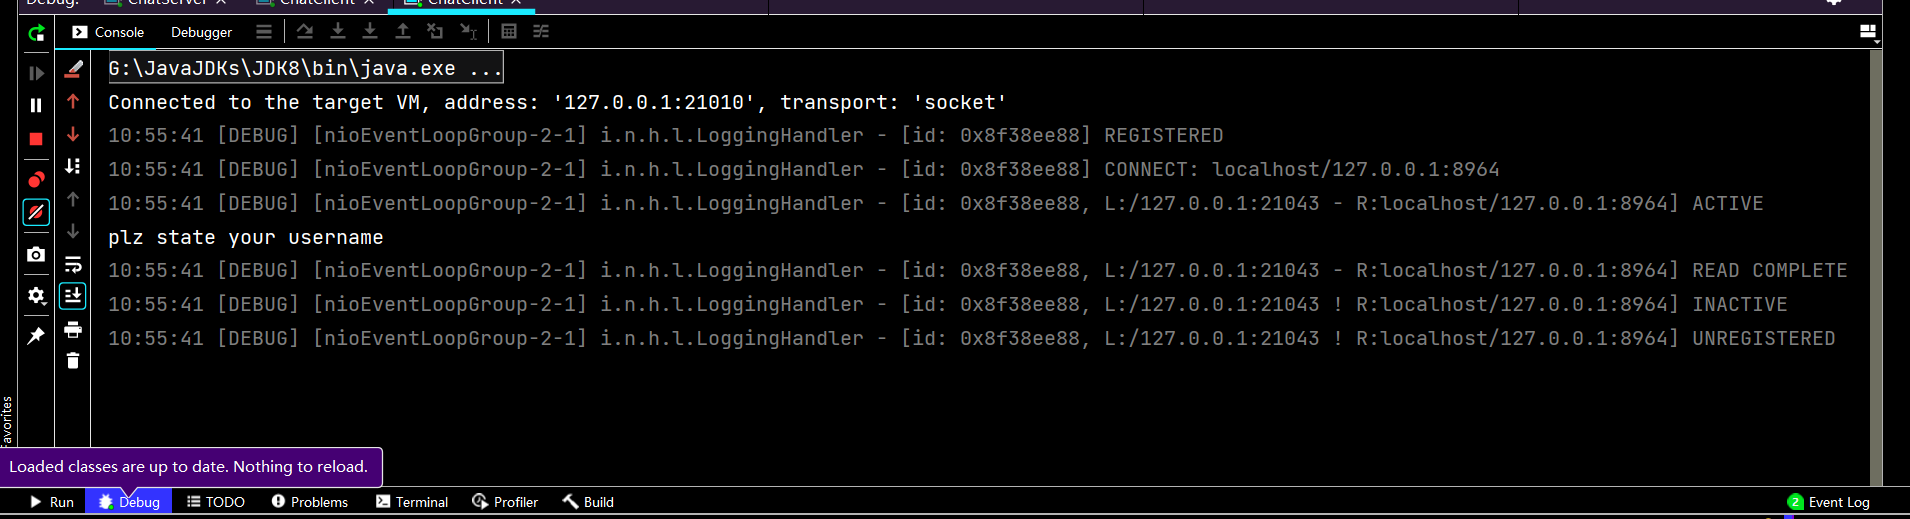 Debug: ChatServer ChatClient ChatClient
Console Debugger
G:\JavaJDKs\JDK8\bin\java.exe ...
Connected to the target VM, address: '127.0.0.1:21010', transport: 'socket'
10:55:41 [DEBUG] [nioEventLoopGroup-2-1] i.n.h.l.LoggingHandler - [id: 0x8f38ee88] REGISTERED
10:55:41 [DEBUG] [nioEventLoopGroup-2-1] i.n.h.l.LoggingHandler - [id: 0x8f38ee88] CONNECT: localhost/127.0.0.1:8964
10:55:41 [DEBUG] [nioEventLoopGroup-2-1] i.n.h.l.LoggingHandler - [id: 0x8f38ee88, L:/127.0.0.1:21043 - R:localhost/127.0.0.1:8964] ACTIVE
plz state your username
10:55:41 [DEBUG] [nioEventLoopGroup-2-1] i.n.h.l.LoggingHandler - [id: 0x8f38ee88, L:/127.0.0.1:21043 - R:localhost/127.0.0.1:8964] READ COMPLETE
10:55:41 [DEBUG] [nioEventLoopGroup-2-1] i.n.h.l.LoggingHandler - [id: 0x8f38ee88, L:/127.0.0.1:21043 ! R:localhost/127.0.0.1:8964] INACTIVE
10:55:41 [DEBUG] [nioEventLoopGroup-2-1] i.n.h.l.LoggingHandler - [id: 0x8f38ee88, L:/127.0.0.1:21043 ! R:localhost/127.0.0.1:8964] UNREGISTERED
Favorites
Loaded classes are up to date. Nothing to reload.
Run Debug TODO Problems Terminal Profiler Build 2 Event Log